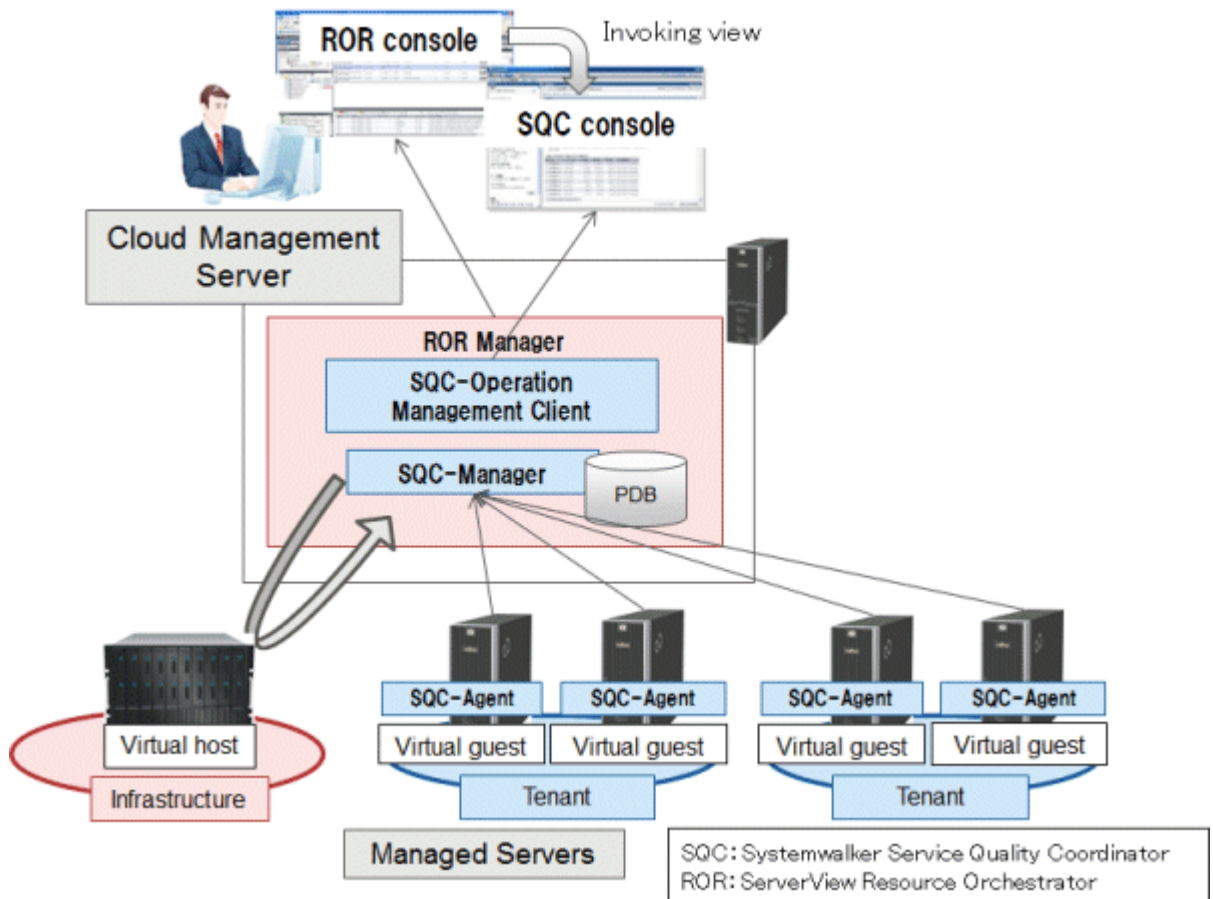 ROR console
Invoking view
SQC console
Cloud Management
Server
ROR Manager
SQC-Operation
Management Client
SQC-Manager
PDB
SQC-Agent
SQC-Agent
SQC-Agent
SQC-Agent
Virtual host
Virtual guest
Virtual guest
Virtual guest
Virtual guest
Infrastructure
Tenant
Tenant
Managed Servers
SQC: Systemwalker Service Quality Coordinator
ROR: ServerView Resource Orchestrator